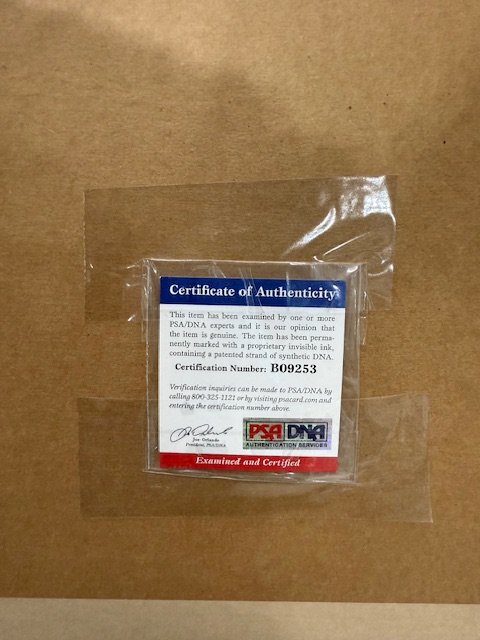 Certificate of Authenticity
This item has been examined by one or more
PSA/DNA experts and it is our opinion that
the item is genuine. The item has been perma-
nently marked with a proprietary invisible ink,
containing a patented strand of synthetic DNA.
Certification Number: B09253
Verification inquiries can be made to PSA/DNA by
calling 800-325-1121 or by visiting psacard.com and
entering the certification number above.
Joe Orlando
President, PSA/DNA
PSA DNA
AUTHENTICATION SERVICES
Examined and Certified